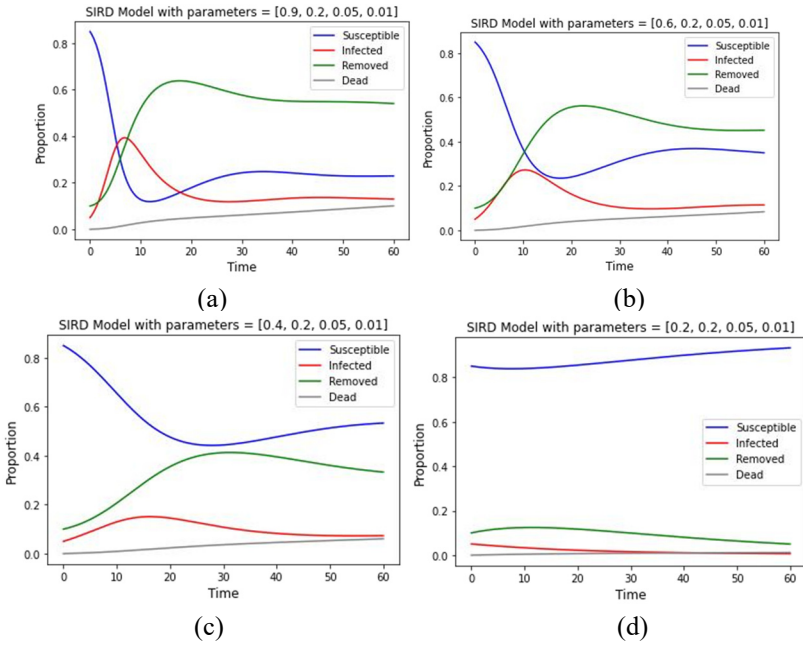 SIRD Model with parameters = [0.9, 0.2, 0.05, 0.01]
Susceptible
Infected
Removed
Dead
Proportion
0.8
0.6
0.4
0.2
0.0
0 10 20 30 40 50 60
Time
(a)
SIRD Model with parameters = [0.6, 0.2, 0.05, 0.01]
Susceptible
Infected
Removed
Dead
Proportion
0.8
0.6
0.4
0.2
0.0
0 10 20 30 40 50 60
Time
(b)
SIRD Model with parameters = [0.4, 0.2, 0.05, 0.01]
Susceptible
Infected
Removed
Dead
Proportion
0.8
0.6
0.4
0.2
0.0
0 10 20 30 40 50 60
Time
(c)
SIRD Model with parameters = [0.2, 0.2, 0.05, 0.01]
Susceptible
Infected
Removed
Dead
Proportion
0.8
0.6
0.4
0.2
0.0
0 10 20 30 40 50 60
Time
(d)